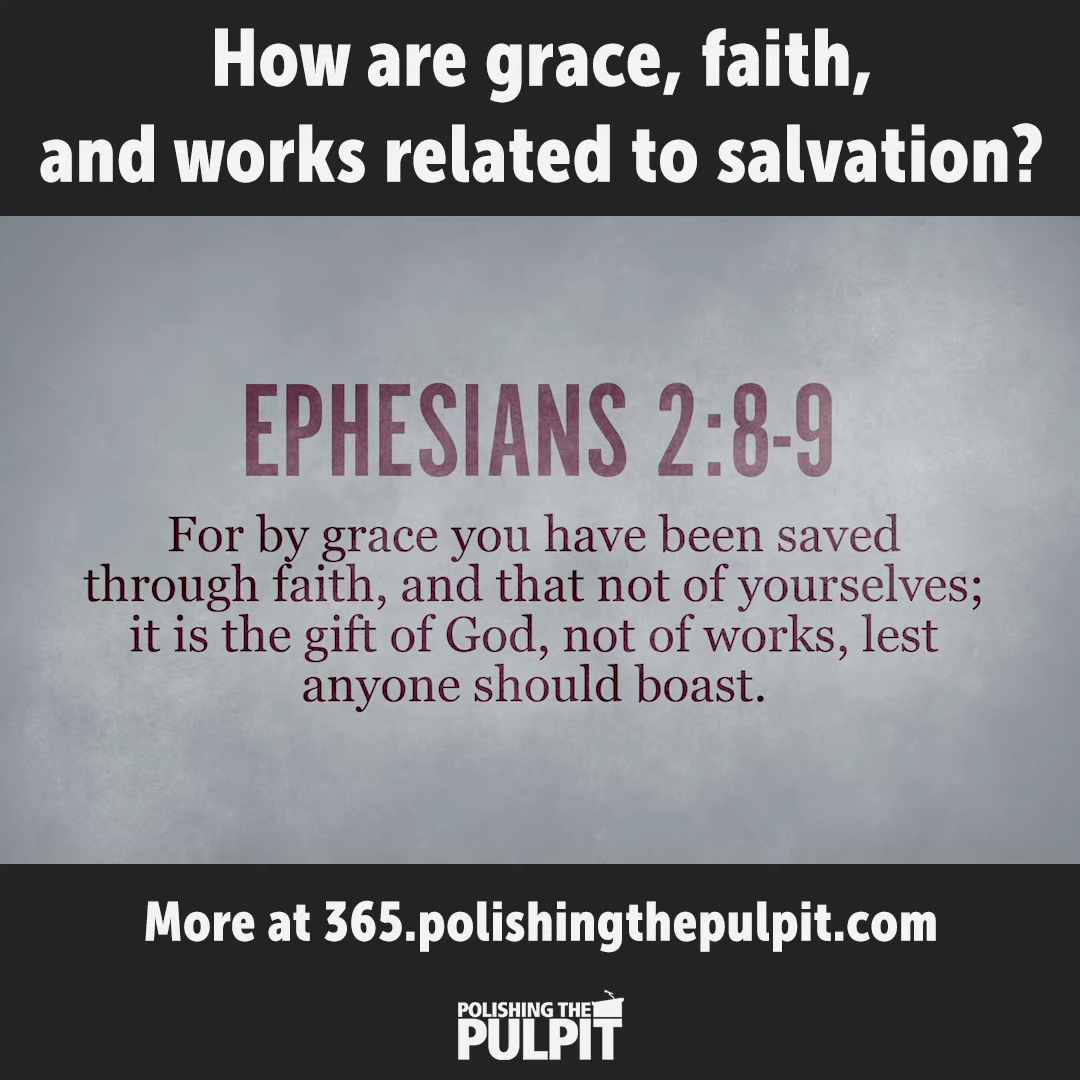 How are grace, faith,
and works related to salvation?
EPHESIANS 2:8-9
For by grace you have been saved
through faith, and that not of yourselves;
it is the gift of God, not of works, lest
anyone should boast.
More at 365.polishingthepulpit.com
POLISHING THE
PULPIT